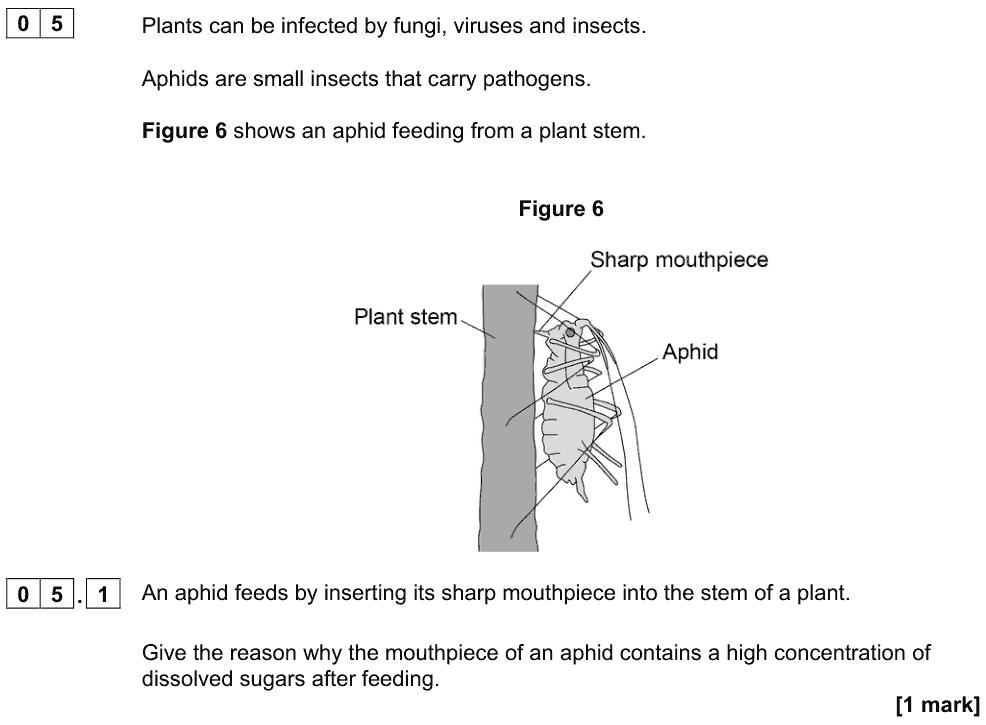 0 5 Plants can be infected by fungi, viruses and insects.
Aphids are small insects that carry pathogens.
Figure 6 shows an aphid feeding from a plant stem.
Figure 6
Sharp mouthpiece
Plant stem
Aphid
0 5 . 1 An aphid feeds by inserting its sharp mouthpiece into the stem of a plant.
Give the reason why the mouthpiece of an aphid contains a high concentration of
dissolved sugars after feeding.
[1 mark]